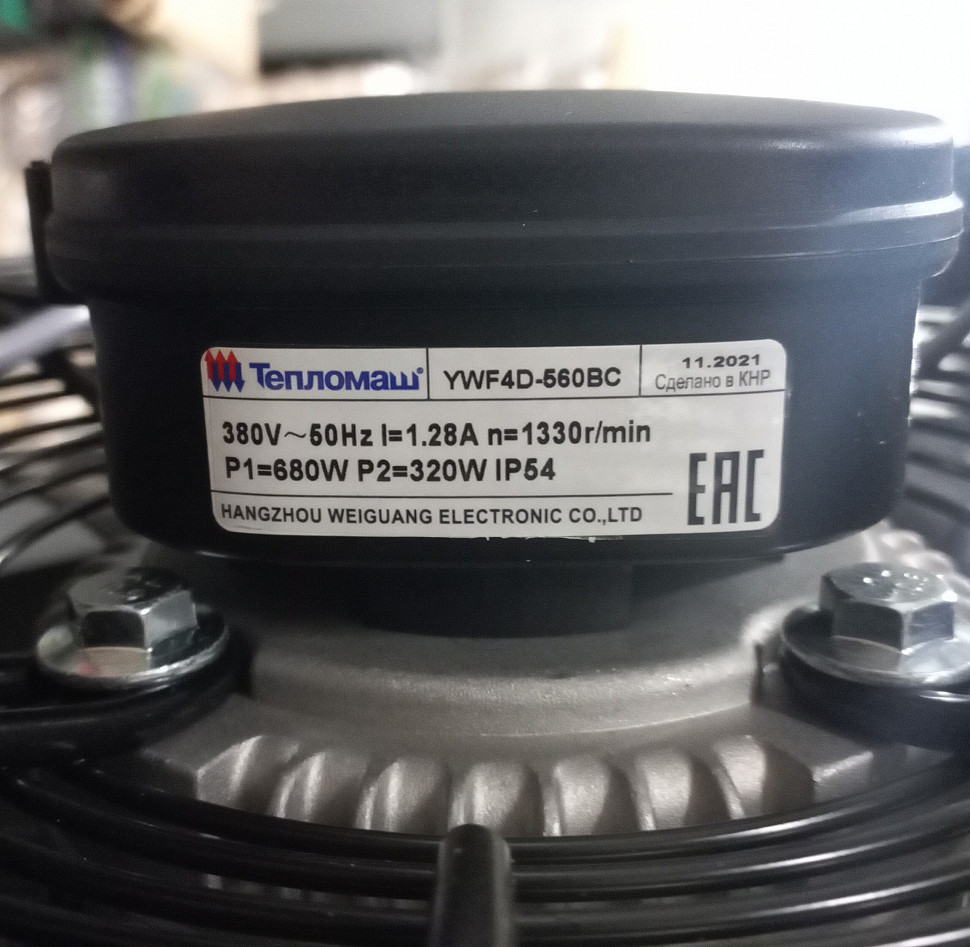 Тепломаш® YWF4D-560BC 11.2021
Сделано в КНР
380V~50Hz I=1.28A n=1330r/min
P1=680W P2=320W IP54
EAC
HANGZHOU WEIGUANG ELECTRONIC CO.,LTD